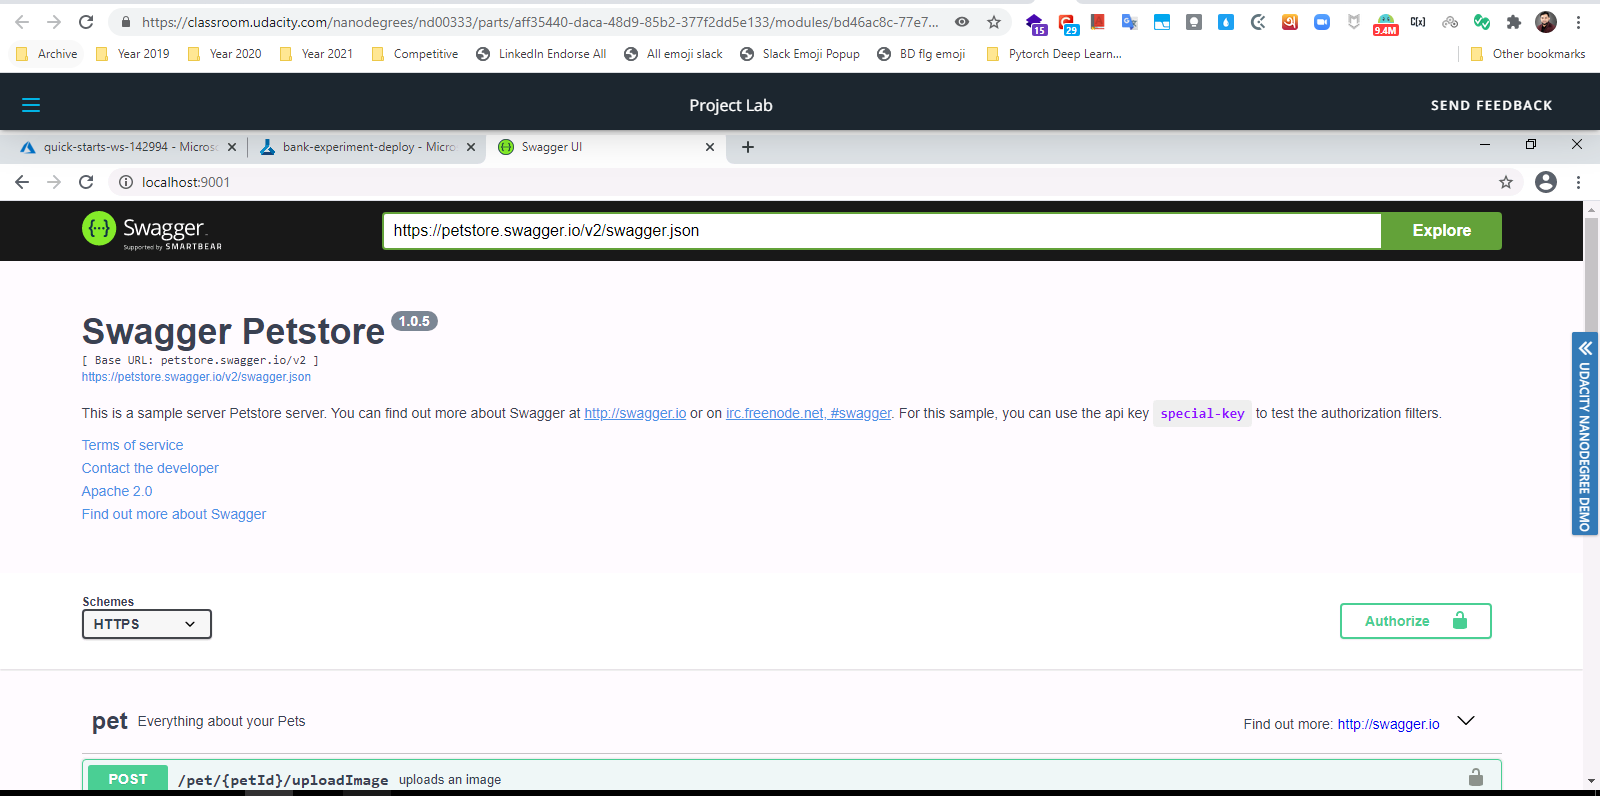 https://classroom.udacity.com/nanodegrees/nd00333/parts/aff35440-daca-48d9-85b2-377f2dd5e133/modules/bd46ac8c-77e7...
15
29
9.4M
Archive
Year 2019
Year 2020
Year 2021
Competitive
LinkedIn Endorse All
All emoji slack
Slack Emoji Popup
BD flg emoji
Pytorch Deep Learn...
Other bookmarks
Project Lab
SEND FEEDBACK
quick-starts-ws-142994 - Micros
bank-experiment-deploy - Micro
Swagger UI
localhost:9001
Swagger
Supported by SMARTBEAR
https://petstore.swagger.io/v2/swagger.json
Explore
Swagger Petstore 1.0.5
[ Base URL: petstore.swagger.io/v2 ]
https://petstore.swagger.io/v2/swagger.json
This is a sample server Petstore server. You can find out more about Swagger at http://swagger.io or on irc.freenode.net, #swagger. For this sample, you can use the api key special-key to test the authorization filters.
Terms of service
Contact the developer
Apache 2.0
Find out more about Swagger
UDACITY NANODEGREE DEMO
Schemes
HTTPS
Authorize
pet Everything about your Pets
Find out more: http://swagger.io
POST /pet/{petId}/uploadImage uploads an image